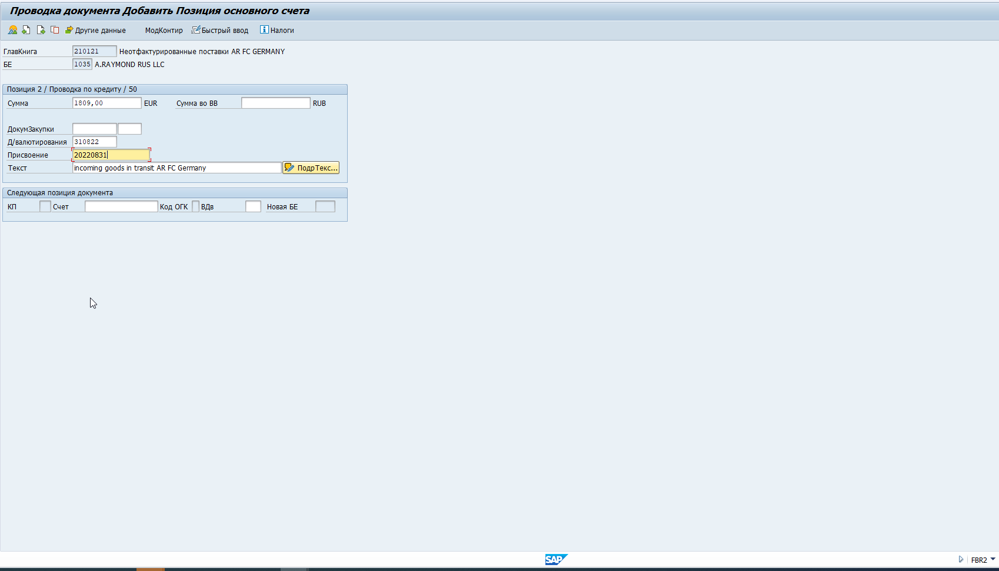 Проводка документа Добавить Позиция основного счета
Другие данные МодКонтир Быстрый ввод Налоги
ГлавКнига 210121 Неотфактурированные поставки AR FC GERMANY
БЕ 1035 A.RAYMOND RUS LLC
Позиция 2 / Проводка по кредиту / 50
Сумма 1809,00 EUR Сумма во ВВ RUB
ДокумЗакупки
Д/валютирования 310822
Присвоение 20220831
Текст incoming goods in transit AR FC Germany ПодрТекс...
Следующая позиция документа
КП Счет Код ОГК ВДв Новая БЕ
SAP FBR2